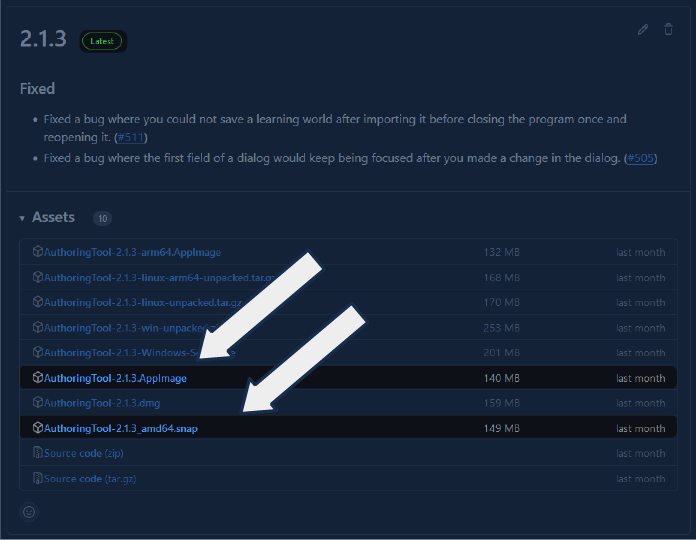 2.1.3 Latest
Fixed
Fixed a bug where you could not save a learning world after importing it before closing the program once and
reopening it. (#511)
Fixed a bug where the first field of a dialog would keep being focused after you made a change in the dialog. (#505)
Assets 10
AuthoringTool-2.1.3-arm64.AppImage 132 MB last month
AuthoringTool-2.1.3-linux-arm64-unpacked.tar.gz 168 MB last month
AuthoringTool-2.1.3-linux-unpacked.tar.gz 170 MB last month
AuthoringTool-2.1.3-win-unpacked 253 MB last month
AuthoringTool-2.1.3-Windows 201 MB last month
AuthoringTool-2.1.3.AppImage 140 MB last month
AuthoringTool-2.1.3.dmg 159 MB last month
AuthoringTool-2.1.3_amd64.snap 149 MB last month
Source code (zip) last month
Source code (tar.gz) last month